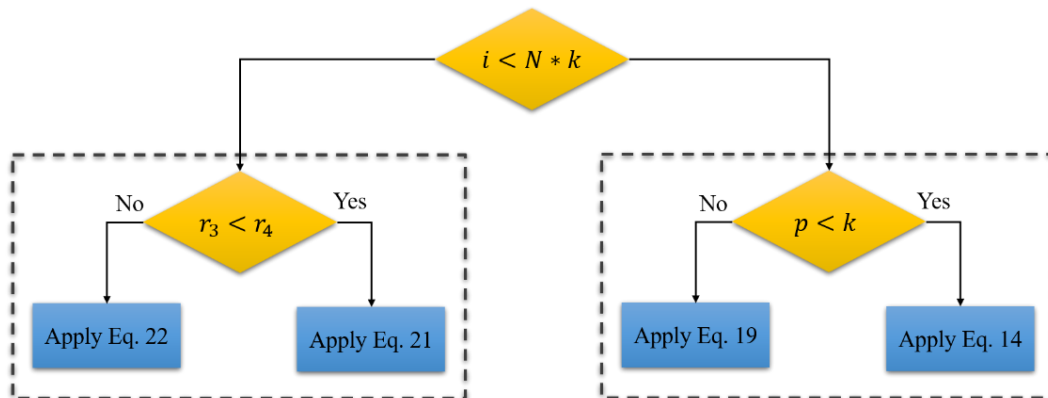 i < N * k
No
r₃ < r₄
Yes
Apply Eq. 22
Apply Eq. 21
No
p < k
Yes
Apply Eq. 19
Apply Eq. 14